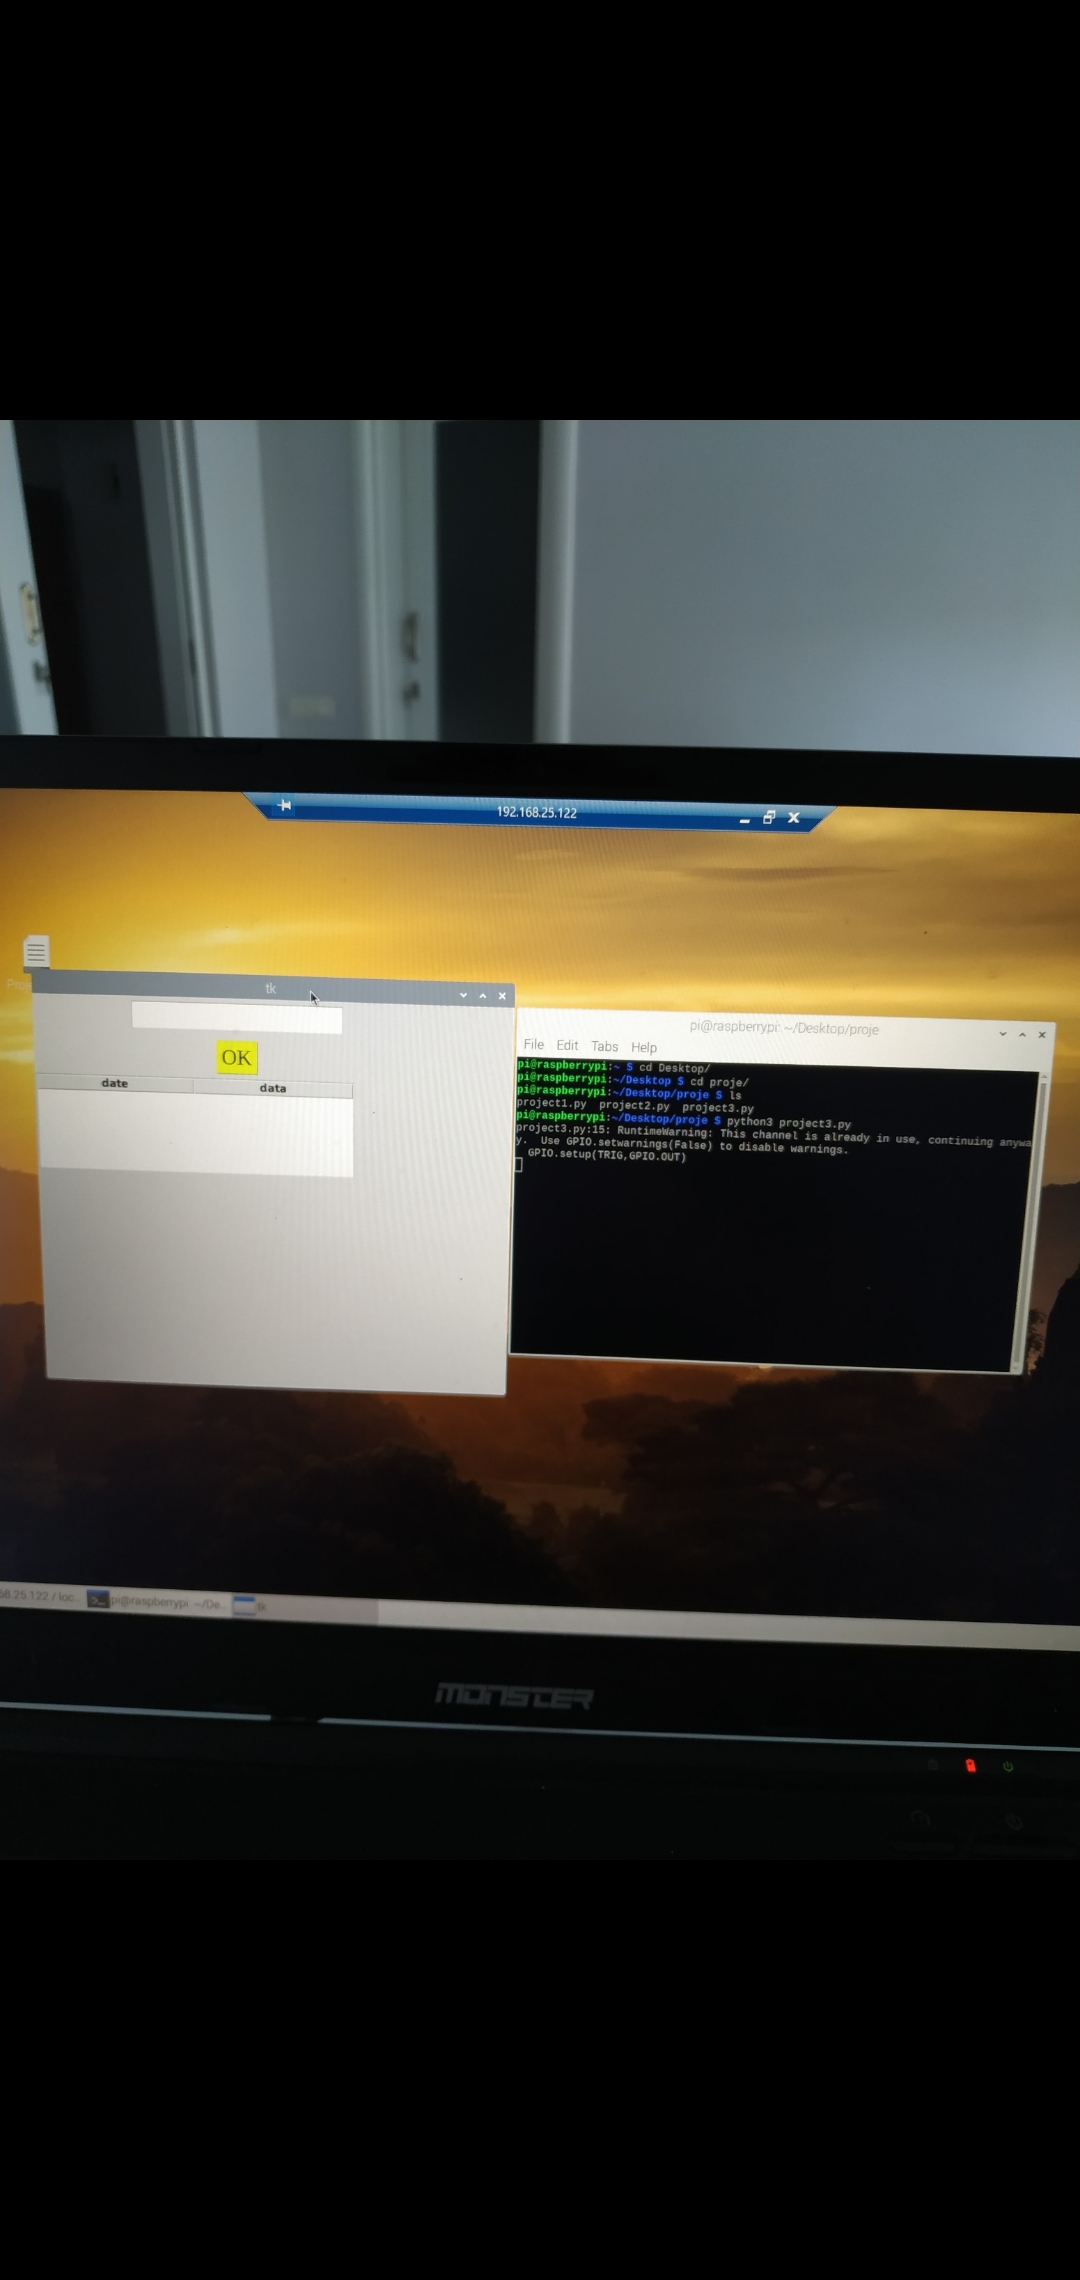 192.168.25.122
tk
OK
date data
pi@raspberrypi: ~/Desktop/proje
File Edit Tabs Help
pi@raspberrypi:~ $ cd Desktop/
pi@raspberrypi:~/Desktop $ cd proje/
pi@raspberrypi:~/Desktop/proje $ ls
project1.py project2.py project3.py
pi@raspberrypi:~/Desktop/proje $ python3 project3.py
project3.py:15: RuntimeWarning: This channel is already in use, continuing anywa
y. Use GPIO.setwarnings(False) to disable warnings.
GPIO.setup(TRIG,GPIO.OUT)
68.25.122 / loc... pi@raspberrypi: ~/De... tk
MONSTER